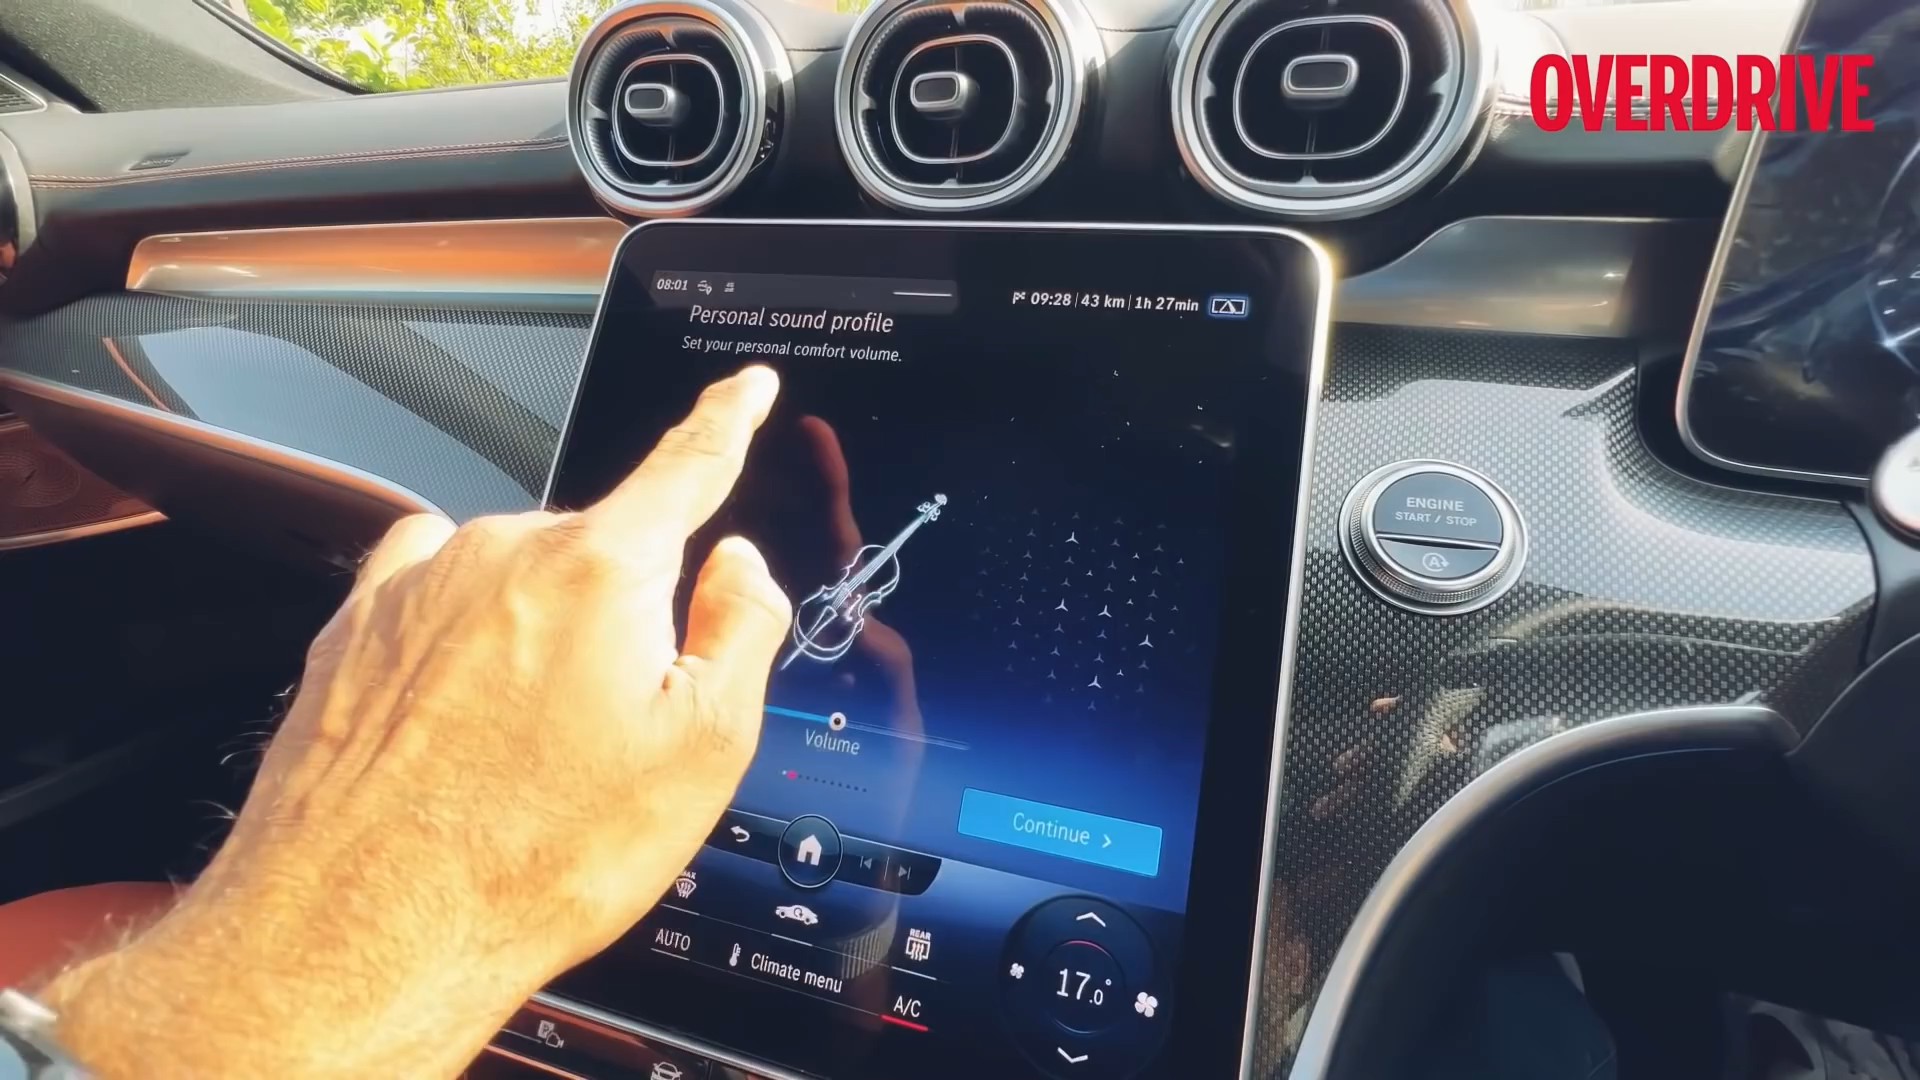 OVERDRIVE
08:01
09:28 | 43 km | 1h 27min
Personal sound profile
Set your personal comfort volume.
ENGINE
START / STOP
A
Volume
Continue
MAX
REAR
AUTO
Climate menu
A/C
17.0°